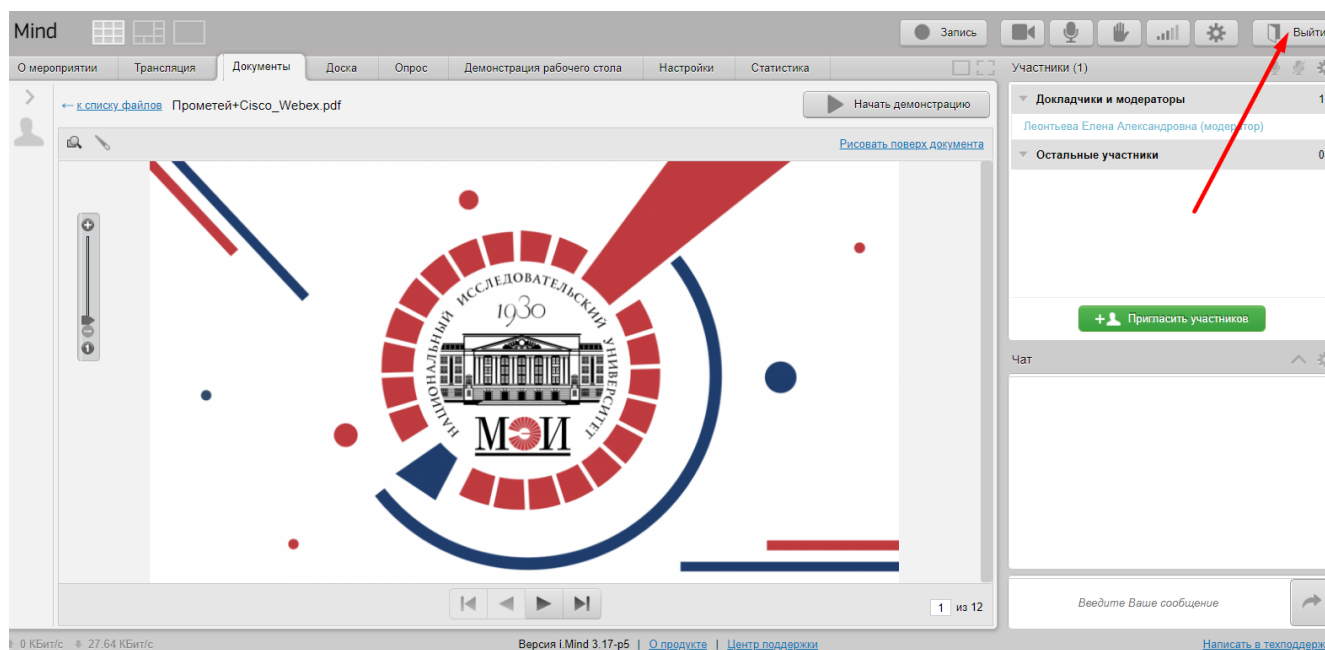 Mind
Запись
Выйти
О мероприятии
Трансляция
Документы
Доска
Опрос
Демонстрация рабочего стола
Настройки
Статистика
Участники (1)
← к списку файлов Прометей+Cisco_Webex.pdf
Начать демонстрацию
Докладчики и модераторы 1
Леонтьева Елена Александровна (модератор)
Рисовать поверх документа
Остальные участники 0
НАЦИОНАЛЬНЫЙ ИССЛЕДОВАТЕЛЬСКИЙ УНИВЕРСИТЕТ
1930
МЭИ
Пригласить участников
Чат
1 из 12
Введите Ваше сообщение
0 КБит/с 27.64 КБит/с
Версия i.Mind 3.17-p5 | О продукте | Центр поддержки
Написать в техподдерж